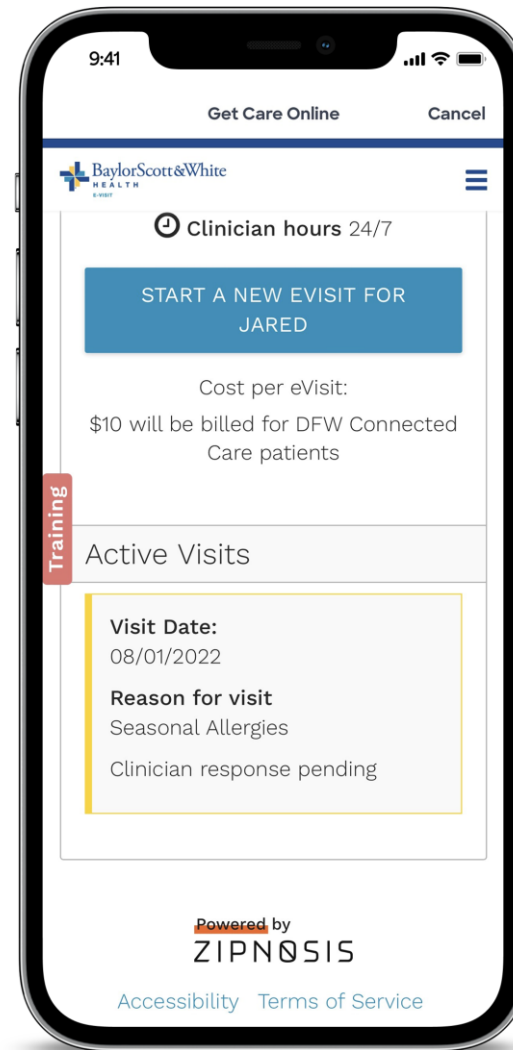 9:41
Get Care Online Cancel
BaylorScott&White
HEALTH
E-VISIT
Clinician hours 24/7
START A NEW EVISIT FOR
JARED
Cost per eVisit:
$10 will be billed for DFW Connected
Care patients
Training
Active Visits
Visit Date:
08/01/2022
Reason for visit
Seasonal Allergies
Clinician response pending
Powered by
ZIPNOSIS
Accessibility Terms of Service